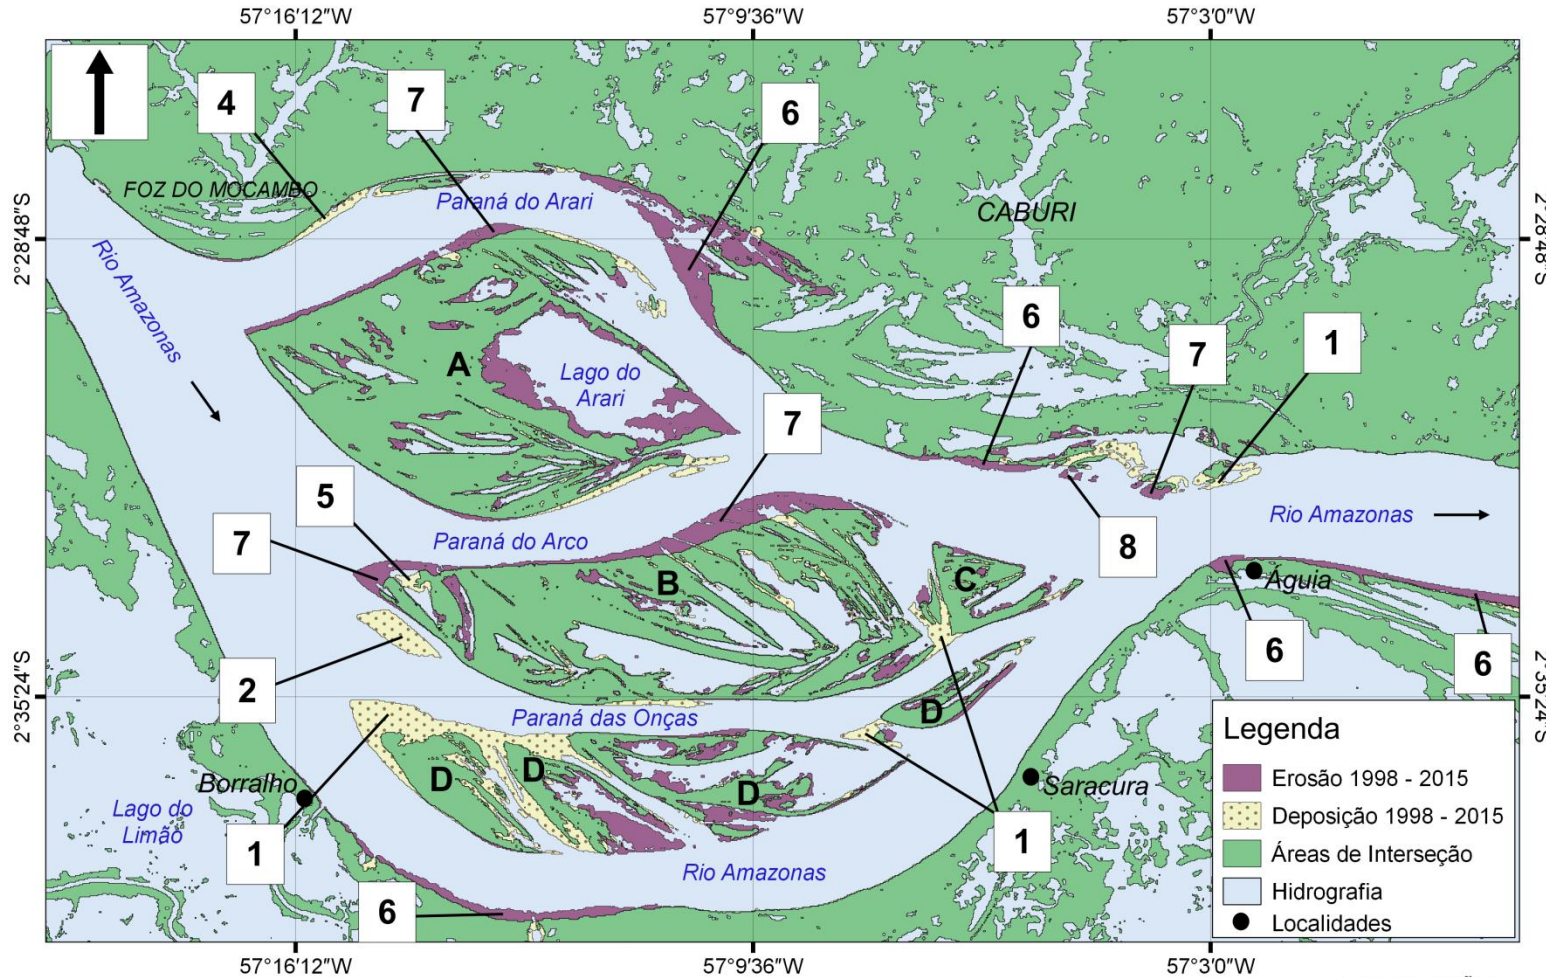 57°16'12"W 57°9'36"W 57°30"W
4
7
6
FOZ DO MOCAMBO
Paraná do Arari
CABURI
2°28'48"S
2°28'48"S
Rio Amazonas
6
7
1
A
Lago do
Arari
7
5
7
Paraná do Arco
8
Rio Amazonas
B
C
Águia
2
6
6
2°35'24"S
2°35'24"S
Paraná das Onças
D
D
D
D
Borralho
Saracura
Lago do
Limão
1
1
Rio Amazonas
6
Legenda
Erosão 1998 - 2015
Deposição 1998 - 2015
Áreas de Interseção
Hidrografia
Localidades
57°16'12"W 57°9'36"W 57°30"W